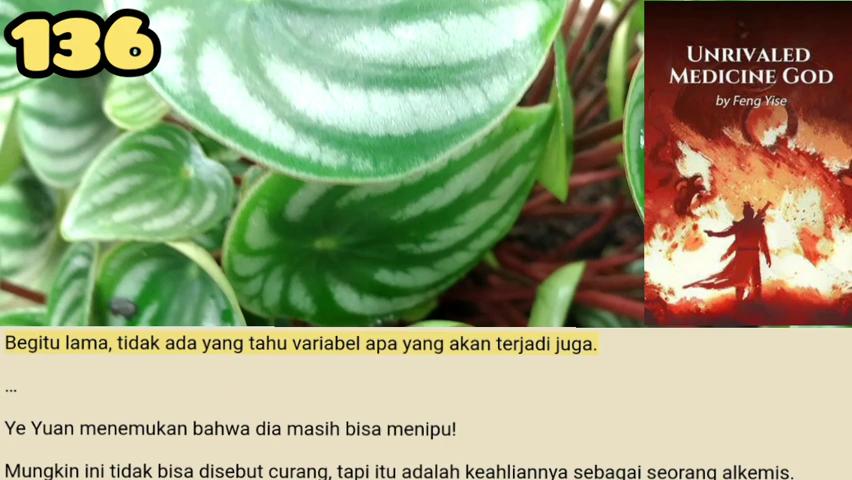 136
UNRIVALED
MEDICINE GOD
by Feng Yise
Begitu lama, tidak ada yang tahu variabel apa yang akan terjadi juga.
...
Ye Yuan menemukan bahwa dia masih bisa menipu!
Mungkin ini tidak bisa disebut curang, tapi itu adalah keahliannya sebagai seorang alkemis.